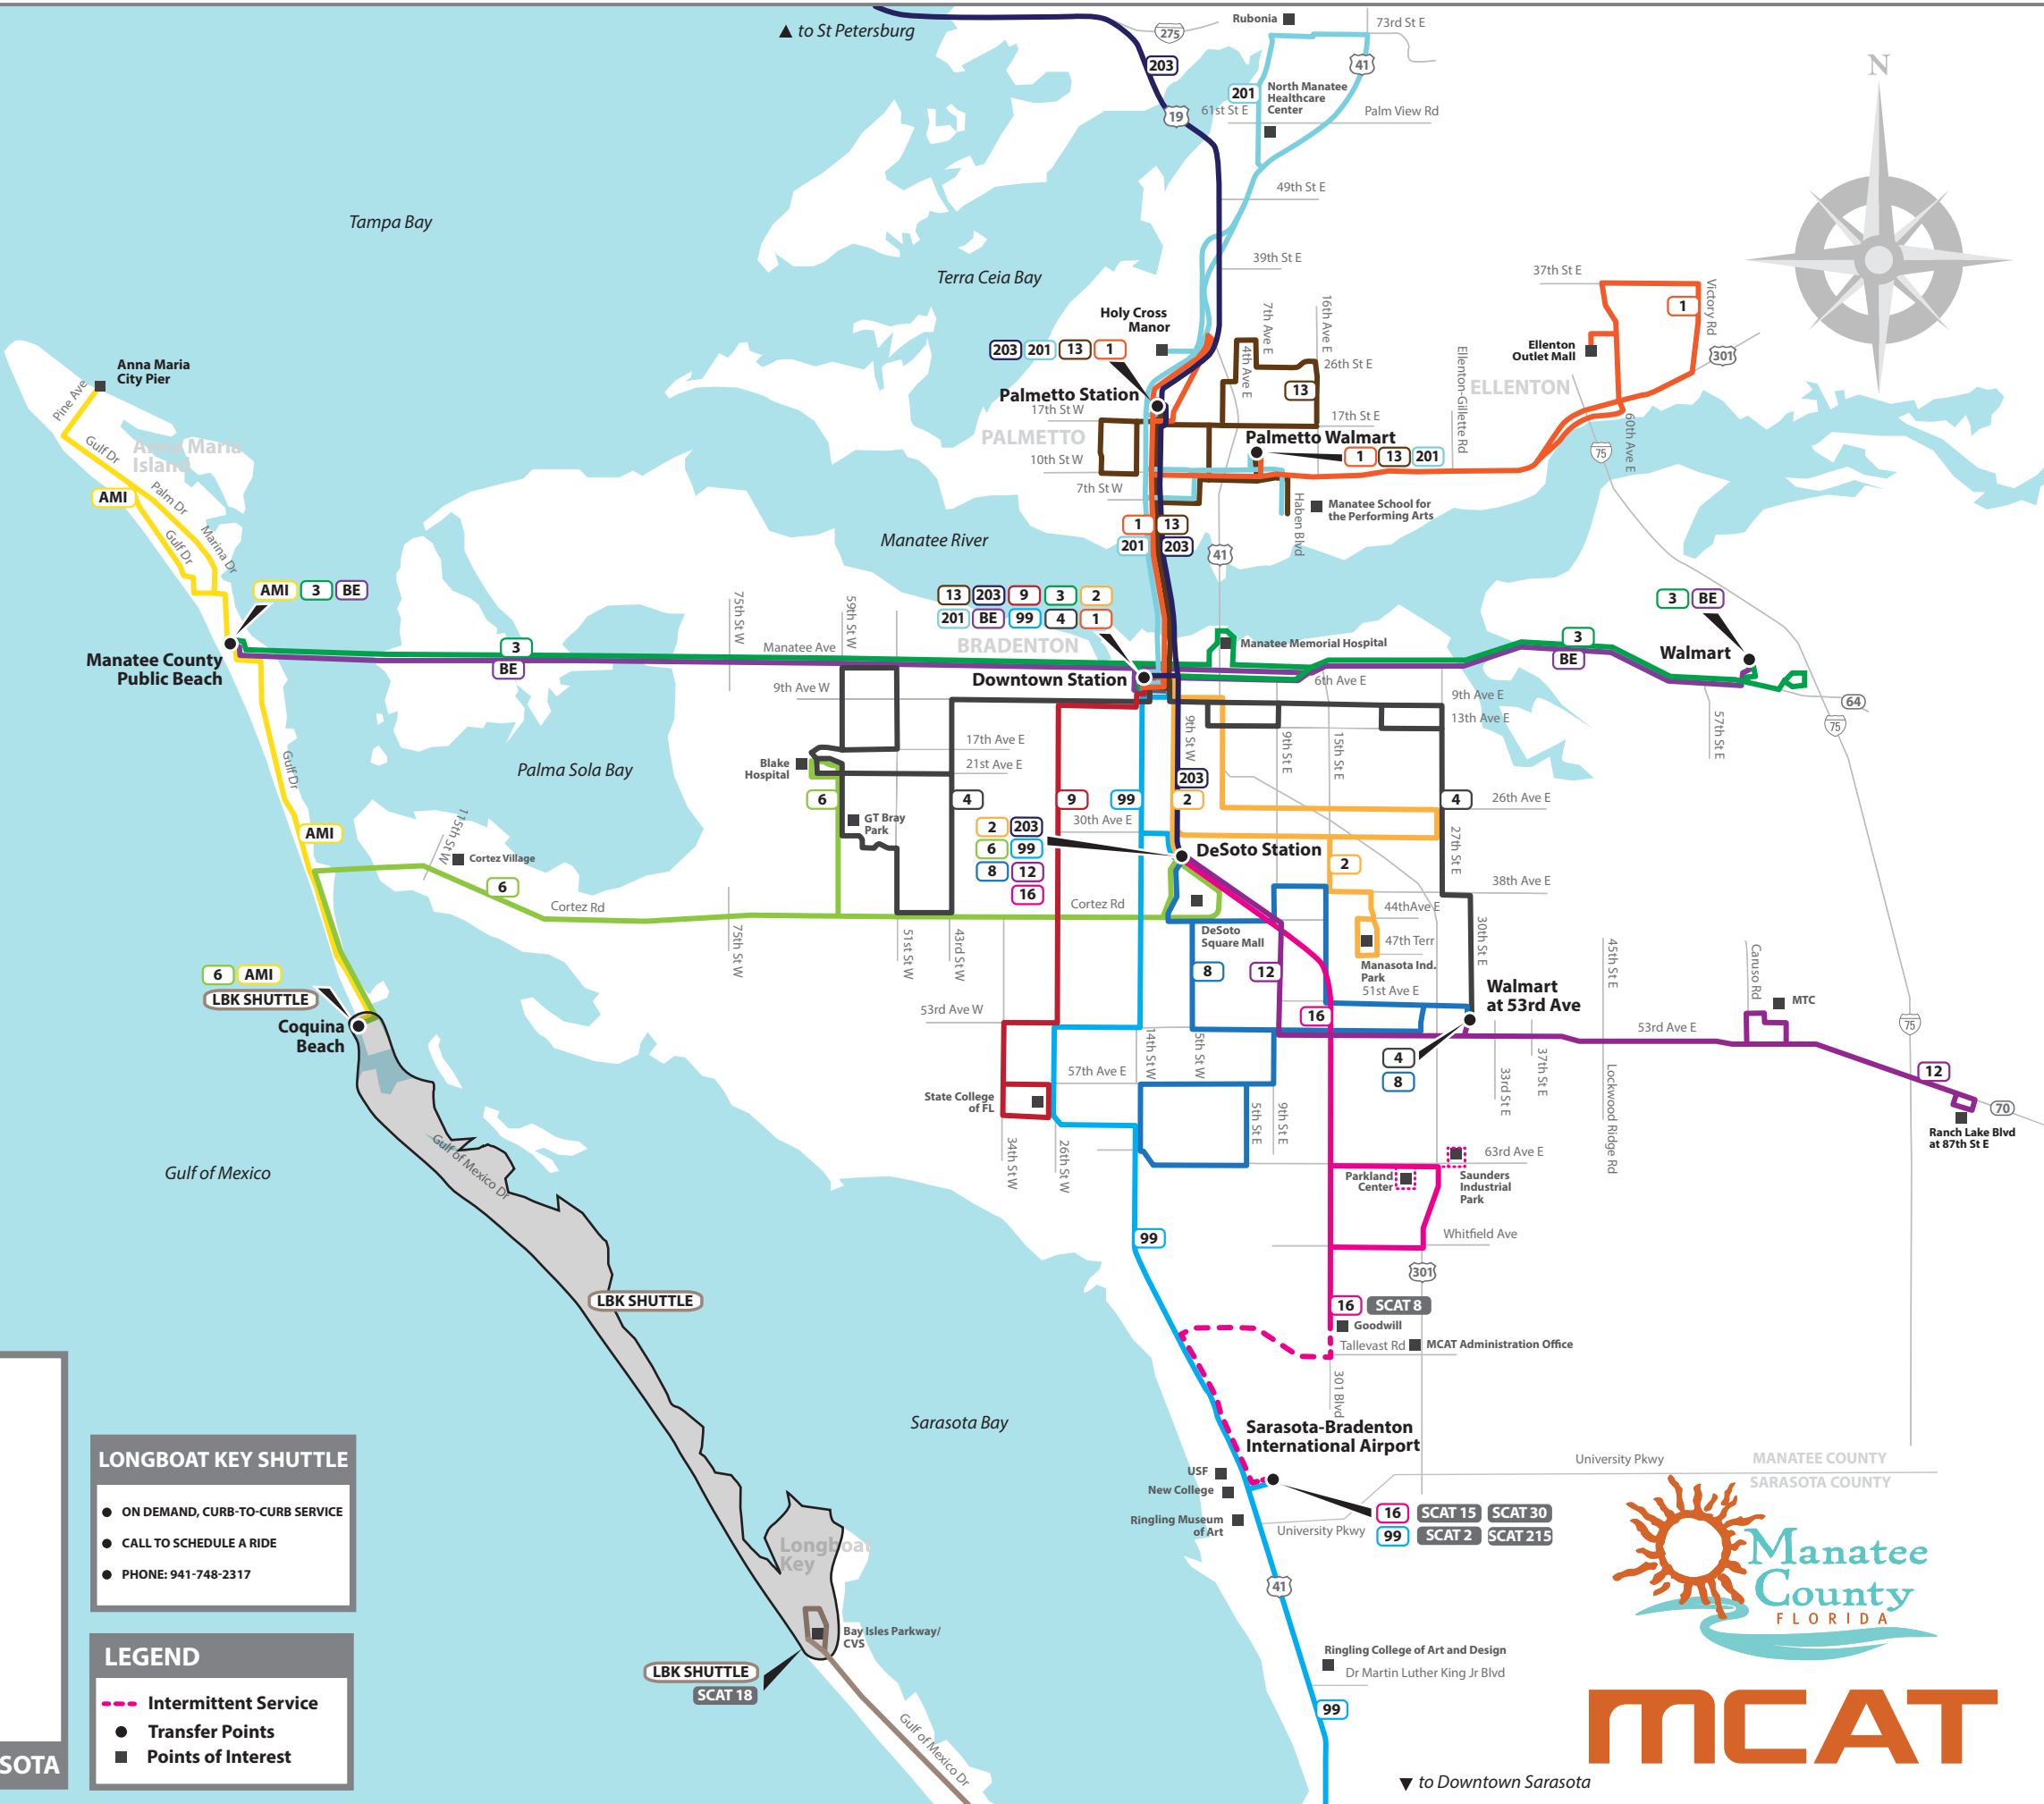 ▲ to St Petersburg
275
Rubonia
73rd St E
203
41
201
North Manatee
Healthcare
Center
61st St E
Palm View Rd
19
N
49th St E
Tampa Bay
Terra Ceia Bay
39th St E
37th St E
Victory Rd
1
301
Holy Cross
Manor
7th Ave E
16th Ave E
203 201 13 1
4th Ave E
26th St E
Ellenton
Outlet Mall
Ellenton-Gillette Rd
ELLENTON
Anna Maria
City Pier
Pine Ave
13
Palmetto Station
17th St W
17th St E
PALMETTO
Palmetto Walmart
60th Ave E
75
Gulf Dr
Anna Maria
Island
10th St W
1 13 201
AMI
Palm Dr
7th St W
Haben Blvd
Manatee School for
the Performing Arts
Gulf Dr
Marina Dr
Manatee River
1 13
201 203
41
AMI 3 BE
13 203 9 3 2
201 BE 99 4 1
75th St W
59th St W
BRADENTON
Manatee Ave
Manatee Memorial Hospital
3 BE
3
BE
3
BE
Walmart
Manatee County
Public Beach
Downtown Station
6th Ave E
9th Ave W
9th Ave E
13th Ave E
64
75
57th St E
9th St W
9th St E
15th St E
17th Ave E
21st Ave E
Blake
Hospital
Palma Sola Bay
Gulf Dr
203
2
6
4
9
99
4
26th Ave E
GT Bray
Park
30th Ave E
27th St E
AMI
115th St W
Cortez Village
2 203
6 99
8 12
16
DeSoto Station
2
38th Ave E
6
Cortez Rd
Cortez Rd
44thAve E
75th St W
51st St W
43rd St W
DeSoto
Square Mall
47th Terr
30th St E
45th St E
Caruso Rd
Manasota Ind.
Park
51st Ave E
8
12
6 AMI
LBK SHUTTLE
Walmart
at 53rd Ave
MTC
Coquina
Beach
53rd Ave W
16
53rd Ave E
75
14th St W
5th St W
4
8
37th St E
33rd St E
Lockwood Ridge Rd
57th Ave E
12
State College
of FL
5th St E
9th St E
70
Ranch Lake Blvd
at 87th St E
Gulf of Mexico Dr
34th St W
26th St W
63rd Ave E
Gulf of Mexico
Parkland
Center
Saunders
Industrial
Park
99
Whitfield Ave
301
LBK SHUTTLE
16 SCAT 8
Goodwill
Tallevast Rd
MCAT Administration Office
301 Blvd
Sarasota Bay
Sarasota-Bradenton
International Airport
USF
New College
Ringling Museum
of Art
University Pkwy
MANATEE COUNTY
SARASOTA COUNTY
University Pkwy
16 SCAT 15 SCAT 30
99 SCAT 2 SCAT 215
LONGBOAT KEY SHUTTLE
● ON DEMAND, CURB-TO-CURB SERVICE
● CALL TO SCHEDULE A RIDE
● PHONE: 941-748-2317
Longboat
Key
41
Manatee
County
FLORIDA
Bay Isles Parkway/
CVS
LBK SHUTTLE
SCAT 18
Ringling College of Art and Design
Dr Martin Luther King Jr Blvd
LEGEND
Intermittent Service
Transfer Points
Points of Interest
SOTA
Gulf of Mexico Dr
99
MCAT
▼ to Downtown Sarasota